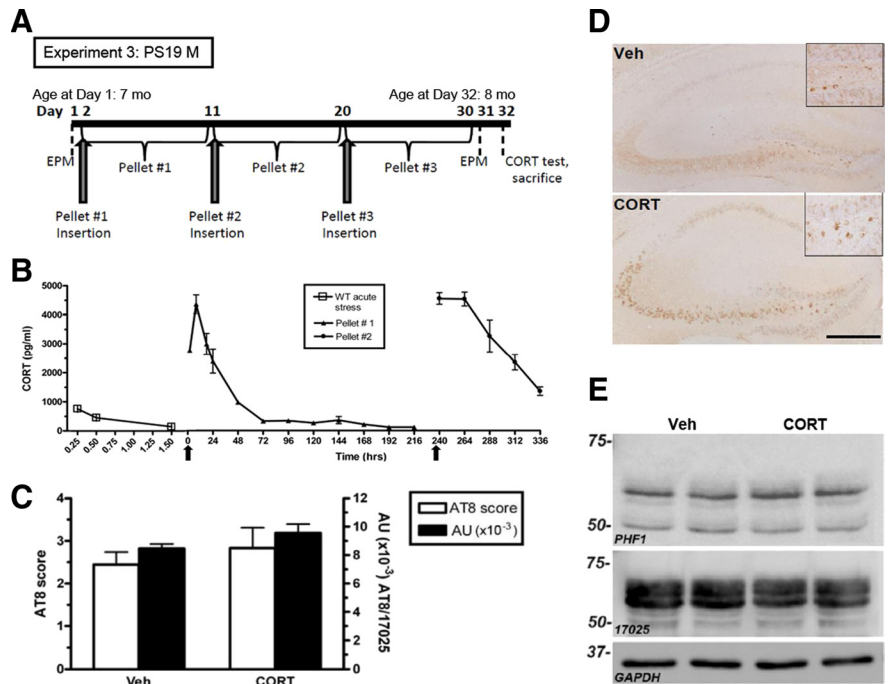 A
Experiment 3: PS19 M
Age at Day 1: 7 mo
Age at Day 32: 8 mo
Day 1 2 11 20 30 31 32
EPM
Pellet #1
Pellet #2
Pellet #3
EPM
CORT test,
sacrifice
Pellet #1
Insertion
Pellet #2
Insertion
Pellet #3
Insertion
B
CORT (pg/ml)
5000
4000
3000
2000
1000
0
WT acute
stress
Pellet # 1
Pellet #2
0.25 0.50 0.75 1.00 1.25 1.50 0 24 48 72 96 120 144 168 192 216 240 264 288 312 336
Time (hrs)
C
AT8 score
4
3
2
1
0
12
10
8
6
4
2
0
AU (x10⁻³) AT8/17025
AT8 score
AU (x10⁻³)
Veh
CORT
D
Veh
CORT
E
Veh CORT
75-
50-
PHF1
75-
50-
17025
37-
GAPDH